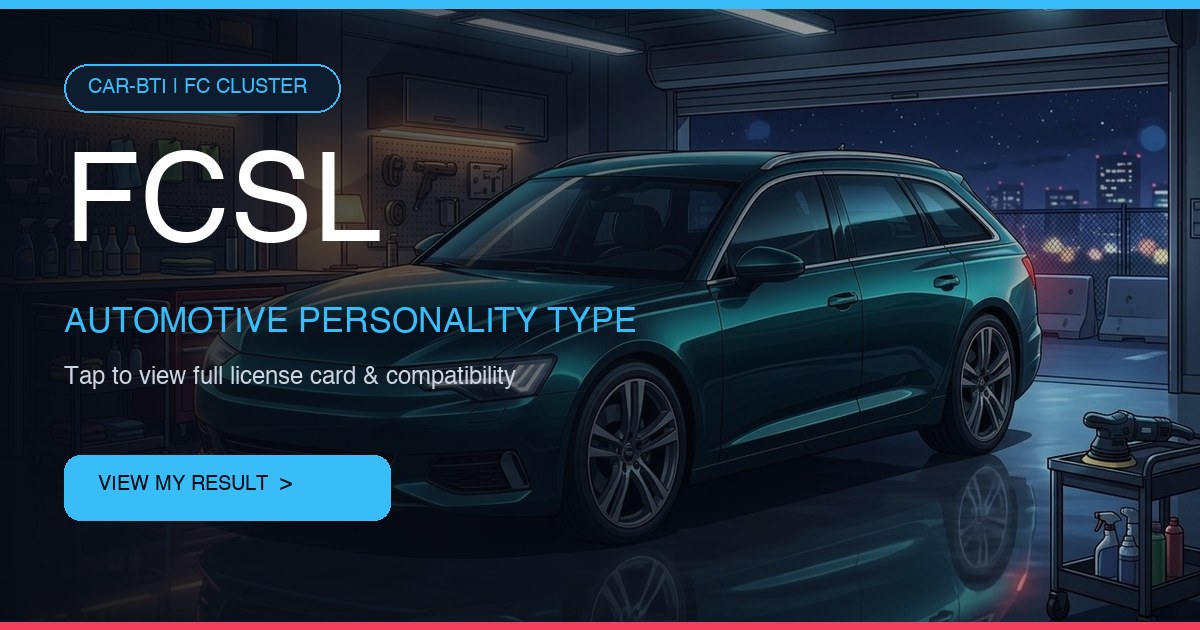 CAR-BTI | FC CLUSTER
FCSL
AUTOMOTIVE PERSONALITY TYPE
Tap to view full license card & compatibility
VIEW MY RESULT >